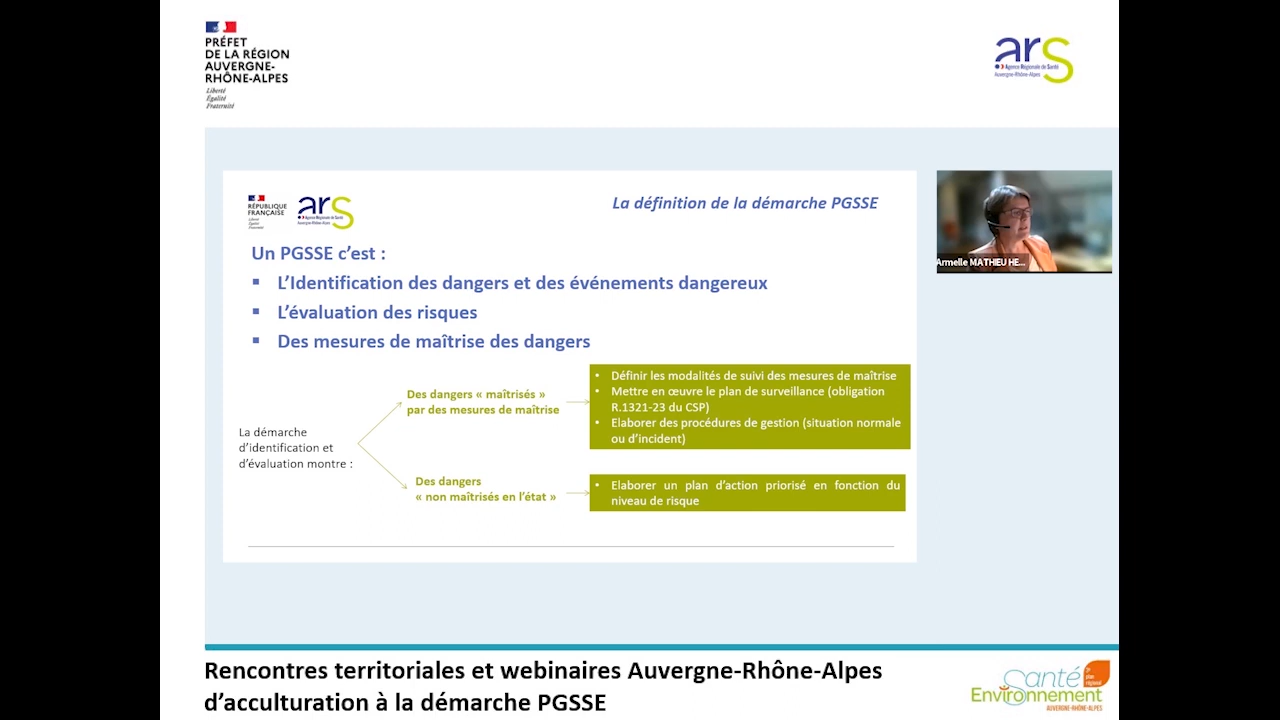 PRÉFET
DE LA RÉGION
AUVERGNE-
RHÔNE-ALPES
Liberté
Égalité
Fraternité
ars
Agence Régionale de Santé
Auvergne-Rhône-Alpes
RÉPUBLIQUE
FRANÇAISE
Liberté
Égalité
Fraternité
ars
Agence Régionale de Santé
Auvergne-Rhône-Alpes
La définition de la démarche PGSSE
Un PGSSE c’est :
▪ L’Identification des dangers et des événements dangereux
▪ L’évaluation des risques
▪ Des mesures de maîtrise des dangers
La démarche
d’identification et
d’évaluation montre :
Des dangers « maîtrisés »
par des mesures de maîtrise
• Définir les modalités de suivi des mesures de maîtrise
• Mettre en œuvre le plan de surveillance (obligation
R.1321-23 du CSP)
• Elaborer des procédures de gestion (situation normale
ou d’incident)
Des dangers
« non maîtrisés en l’état »
• Elaborer un plan d’action priorisé en fonction du
niveau de risque
Armelle MATHIEU HE...
Rencontres territoriales et webinaires Auvergne-Rhône-Alpes
d’acculturation à la démarche PGSSE
Santé
Environnement
plan
régional
AUVERGNE-RHÔNE-ALPES